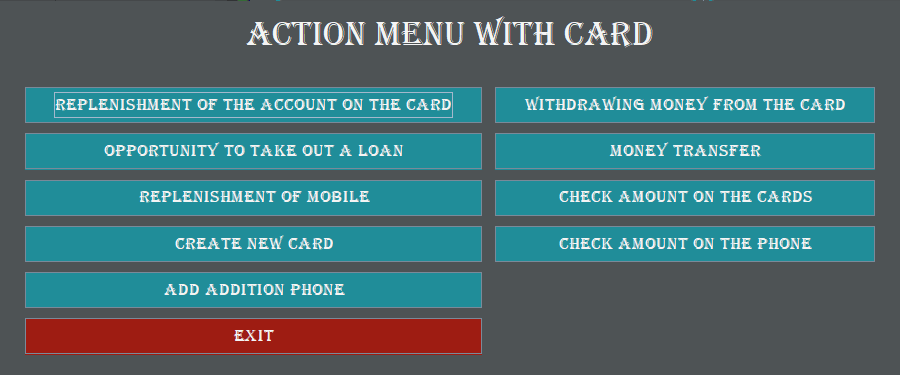 ACTION MENU WITH CARD
REPLENISHMENT OF THE ACCOUNT ON THE CARD
WITHDRAWING MONEY FROM THE CARD
OPPORTUNITY TO TAKE OUT A LOAN
MONEY TRANSFER
REPLENISHMENT OF MOBILE
CHECK AMOUNT ON THE CARDS
CREATE NEW CARD
CHECK AMOUNT ON THE PHONE
ADD ADDITION PHONE
EXIT